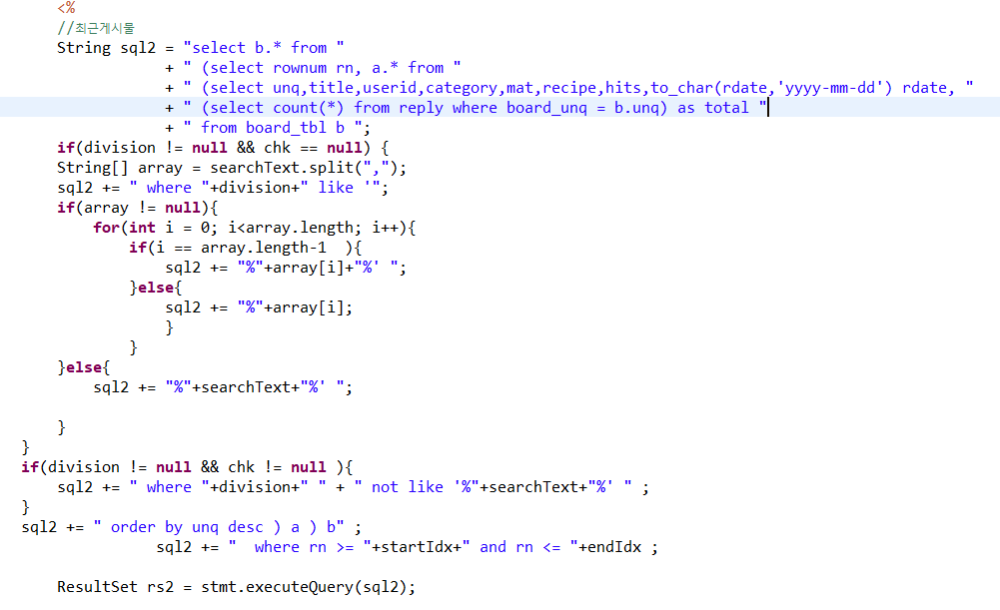 <%
//최근게시물
String sql2 = "select b.* from "
+ " (select rownum rn, a.* from "
+ " (select unq,title,userid,category,mat,recipe,hits,to_char(rdate,'yyyy-mm-dd') rdate, "
+ " (select count(*) from reply where board_unq = b.unq) as total "
+ " from board_tbl b ";
if(division != null && chk == null) {
String[] array = searchText.split(",");
sql2 += " where "+division+" like '";
if(array != null){
for(int i = 0; i<array.length; i++){
if(i == array.length-1  ){
sql2 += "%"+array[i]+"%' ";
}else{
sql2 += "%"+array[i];
}
}
}else{
sql2 += "%"+searchText+"%' ";
}
}
if(division != null && chk != null ){
sql2 += " where "+division+" " + " not like '%"+searchText+"%' " ;
}
sql2 += " order by unq desc ) a ) b" ;
sql2 += "  where rn >= "+startIdx+" and rn <= "+endIdx ;
ResultSet rs2 = stmt.executeQuery(sql2);